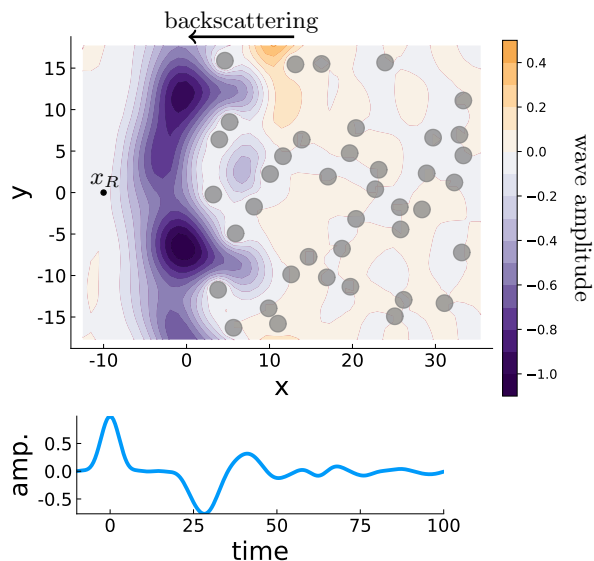 backscattering
15
10
5
0
-5
-10
-15
y
x_R
-10 0 10 20 30
x
0.4
0.2
0.0
−0.2
−0.4
−0.6
−0.8
−1.0
wave amplitude
0.5
0.0
-0.5
amp.
0 25 50 75 100
time